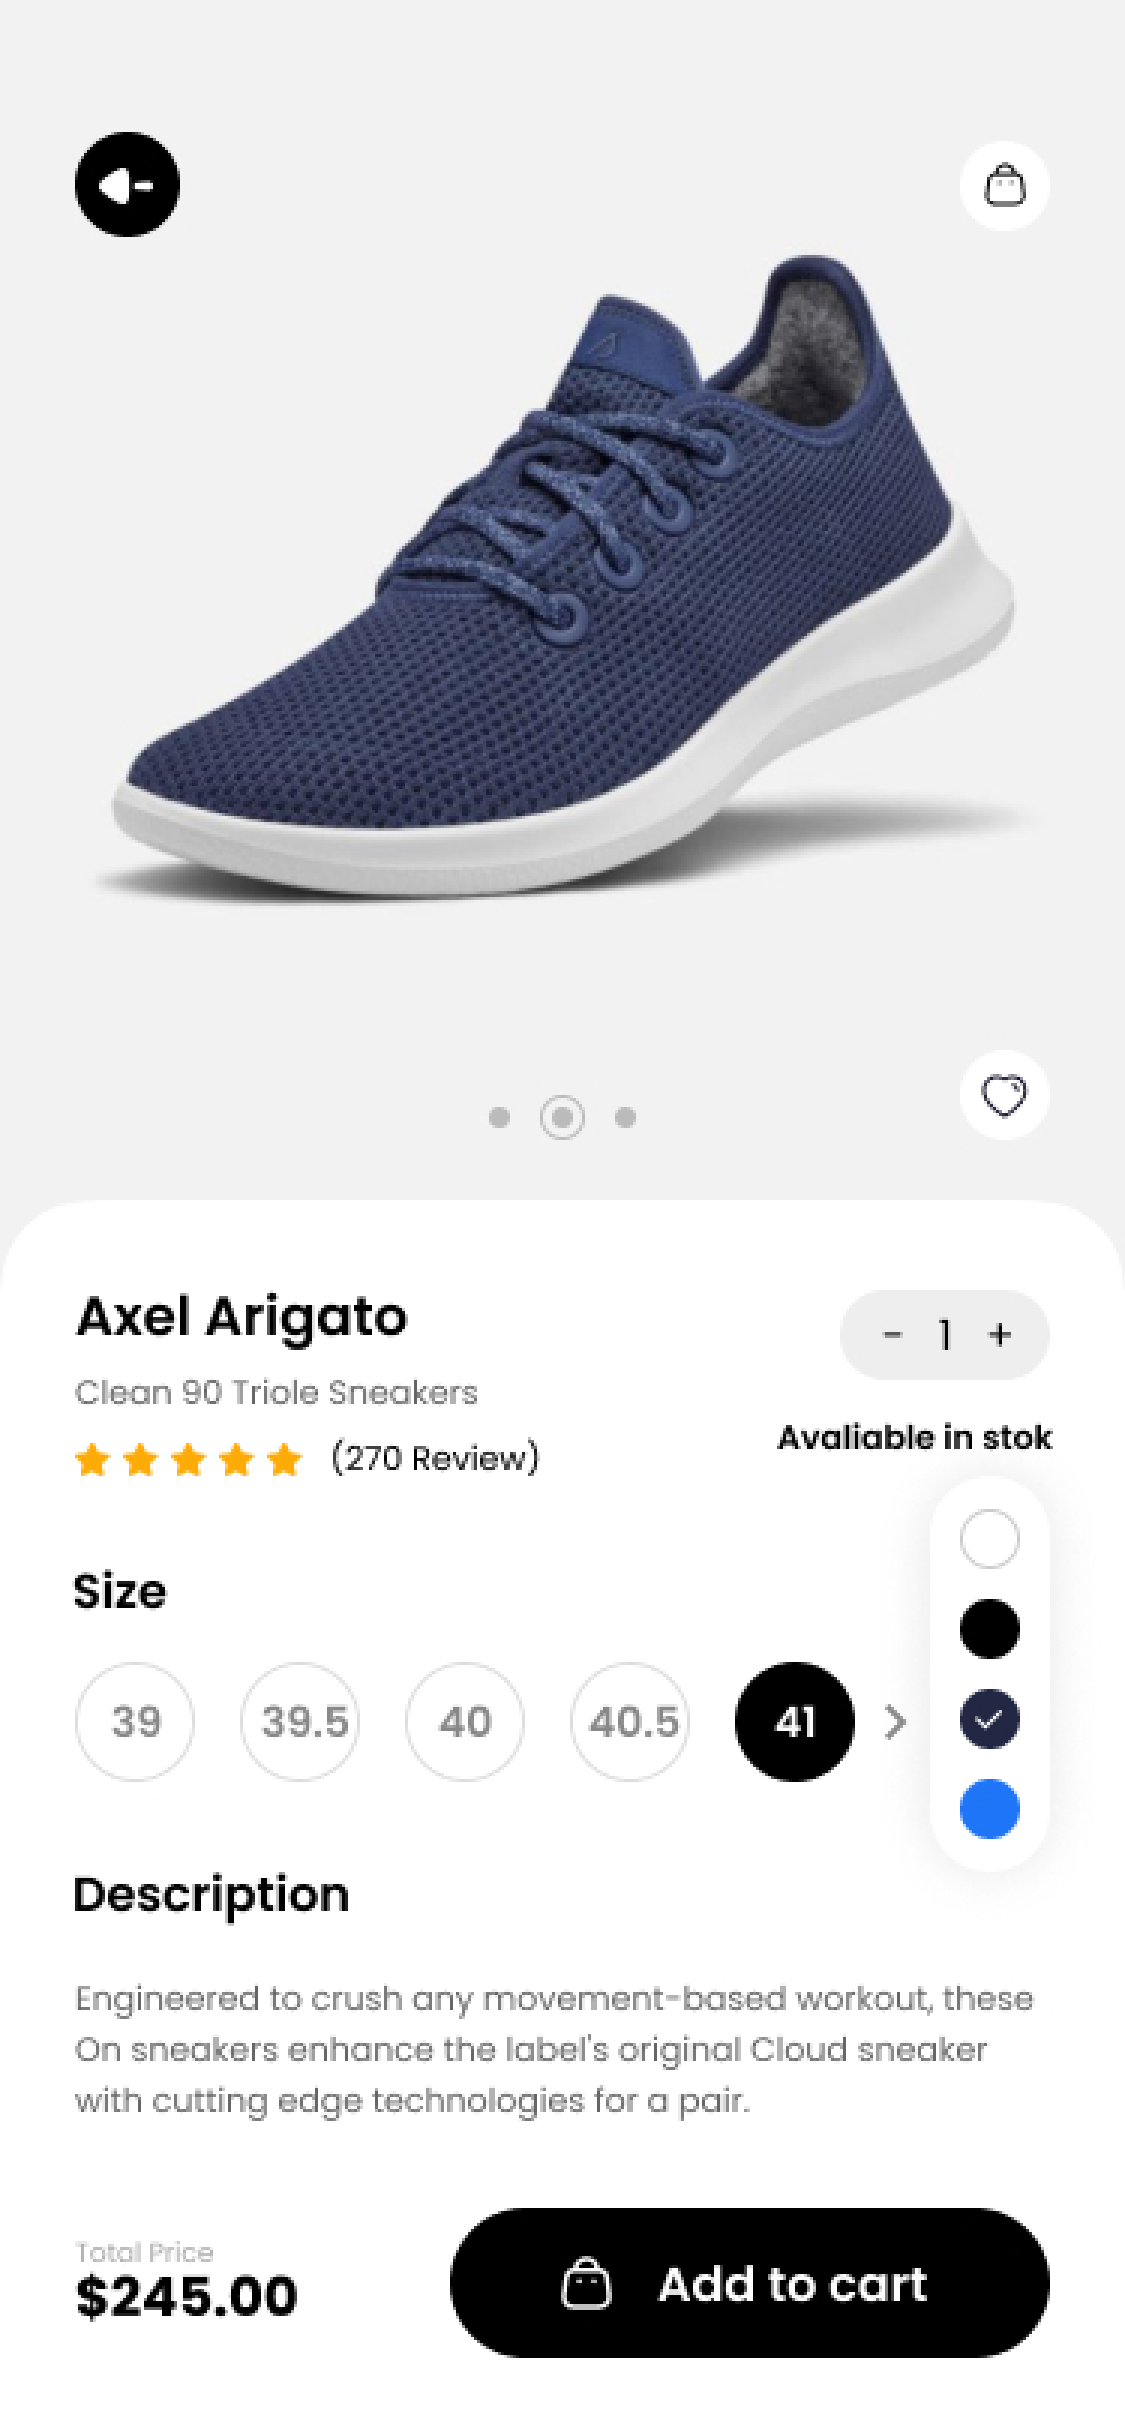 Axel Arigato
- 1 +
Clean 90 Triole Sneakers
(270 Review)
Avaliable in stok
Size
39 39.5 40 40.5 41
Description
Engineered to crush any movement-based workout, these
On sneakers enhance the label's original Cloud sneaker
with cutting edge technologies for a pair.
Total Price
$245.00
Add to cart